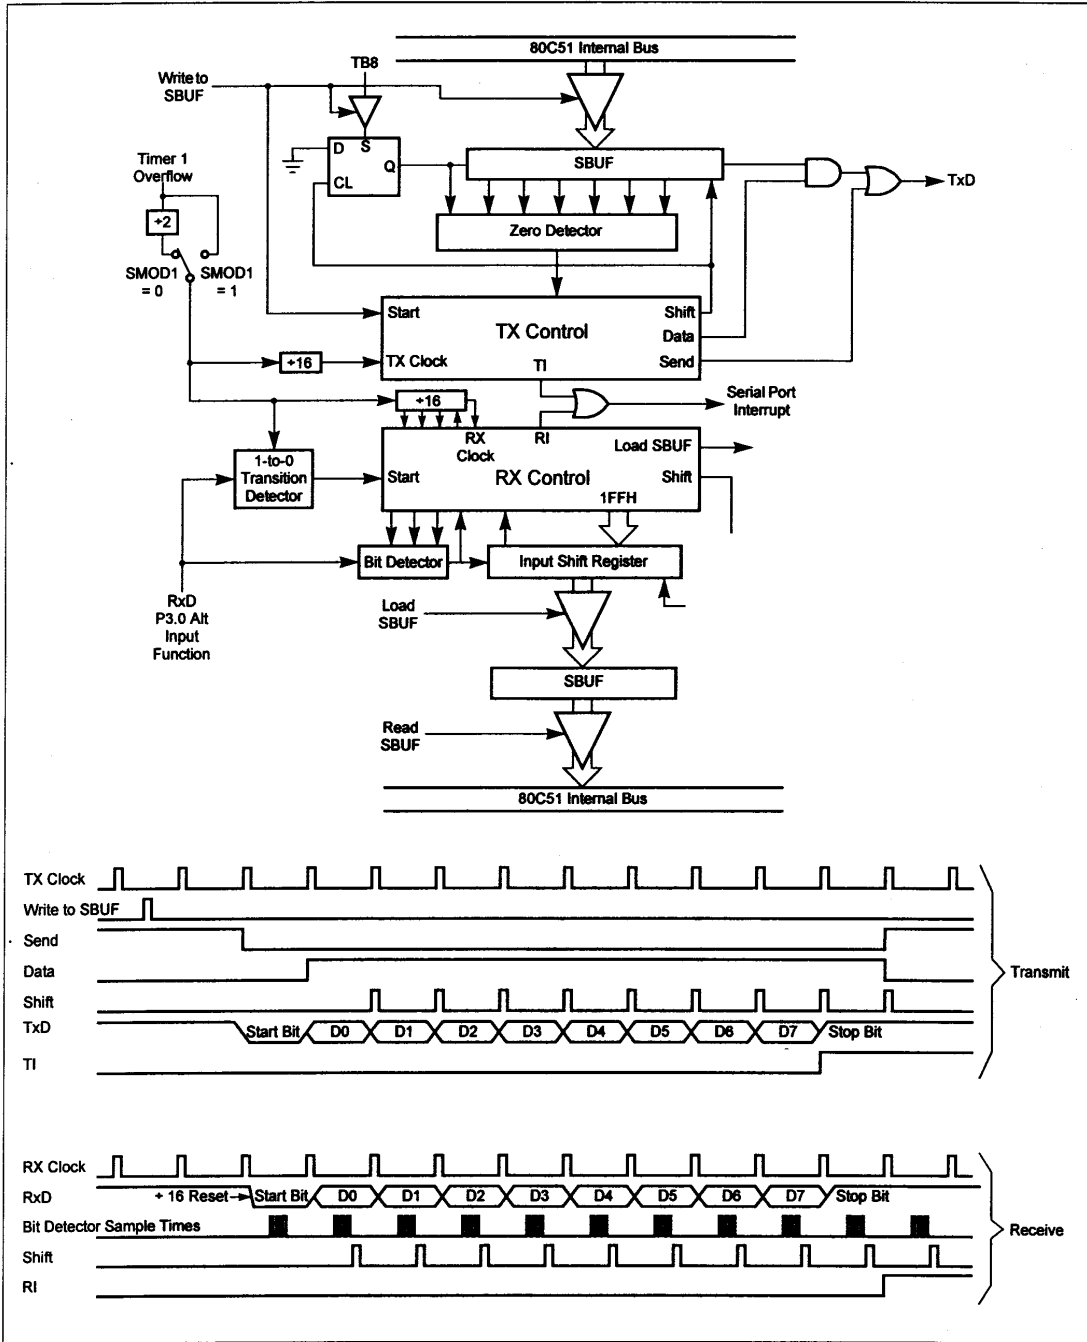 80C51 Internal Bus
TB8
Write to
SBUF
D
S
Q
CL
SBUF
TxD
Timer 1
Overflow
÷2
Zero Detector
SMOD1
= 0
SMOD1
= 1
Start
Shift
TX Control
Data
TX Clock
TI
Send
÷16
÷16
Serial Port
Interrupt
RX
Clock
RI
Load SBUF
1-to-0
Transition
Detector
Start
RX Control
Shift
1FFH
Bit Detector
Input Shift Register
RxD
P3.0 Alt
Input
Function
Load
SBUF
SBUF
Read
SBUF
80C51 Internal Bus
TX Clock
Write to SBUF
Send
Data
Transmit
Shift
TxD
Start Bit
D0
D1
D2
D3
D4
D5
D6
D7
Stop Bit
TI
RX Clock
RxD
÷ 16 Reset
Start Bit
D0
D1
D2
D3
D4
D5
D6
D7
Stop Bit
Bit Detector Sample Times
Receive
Shift
RI